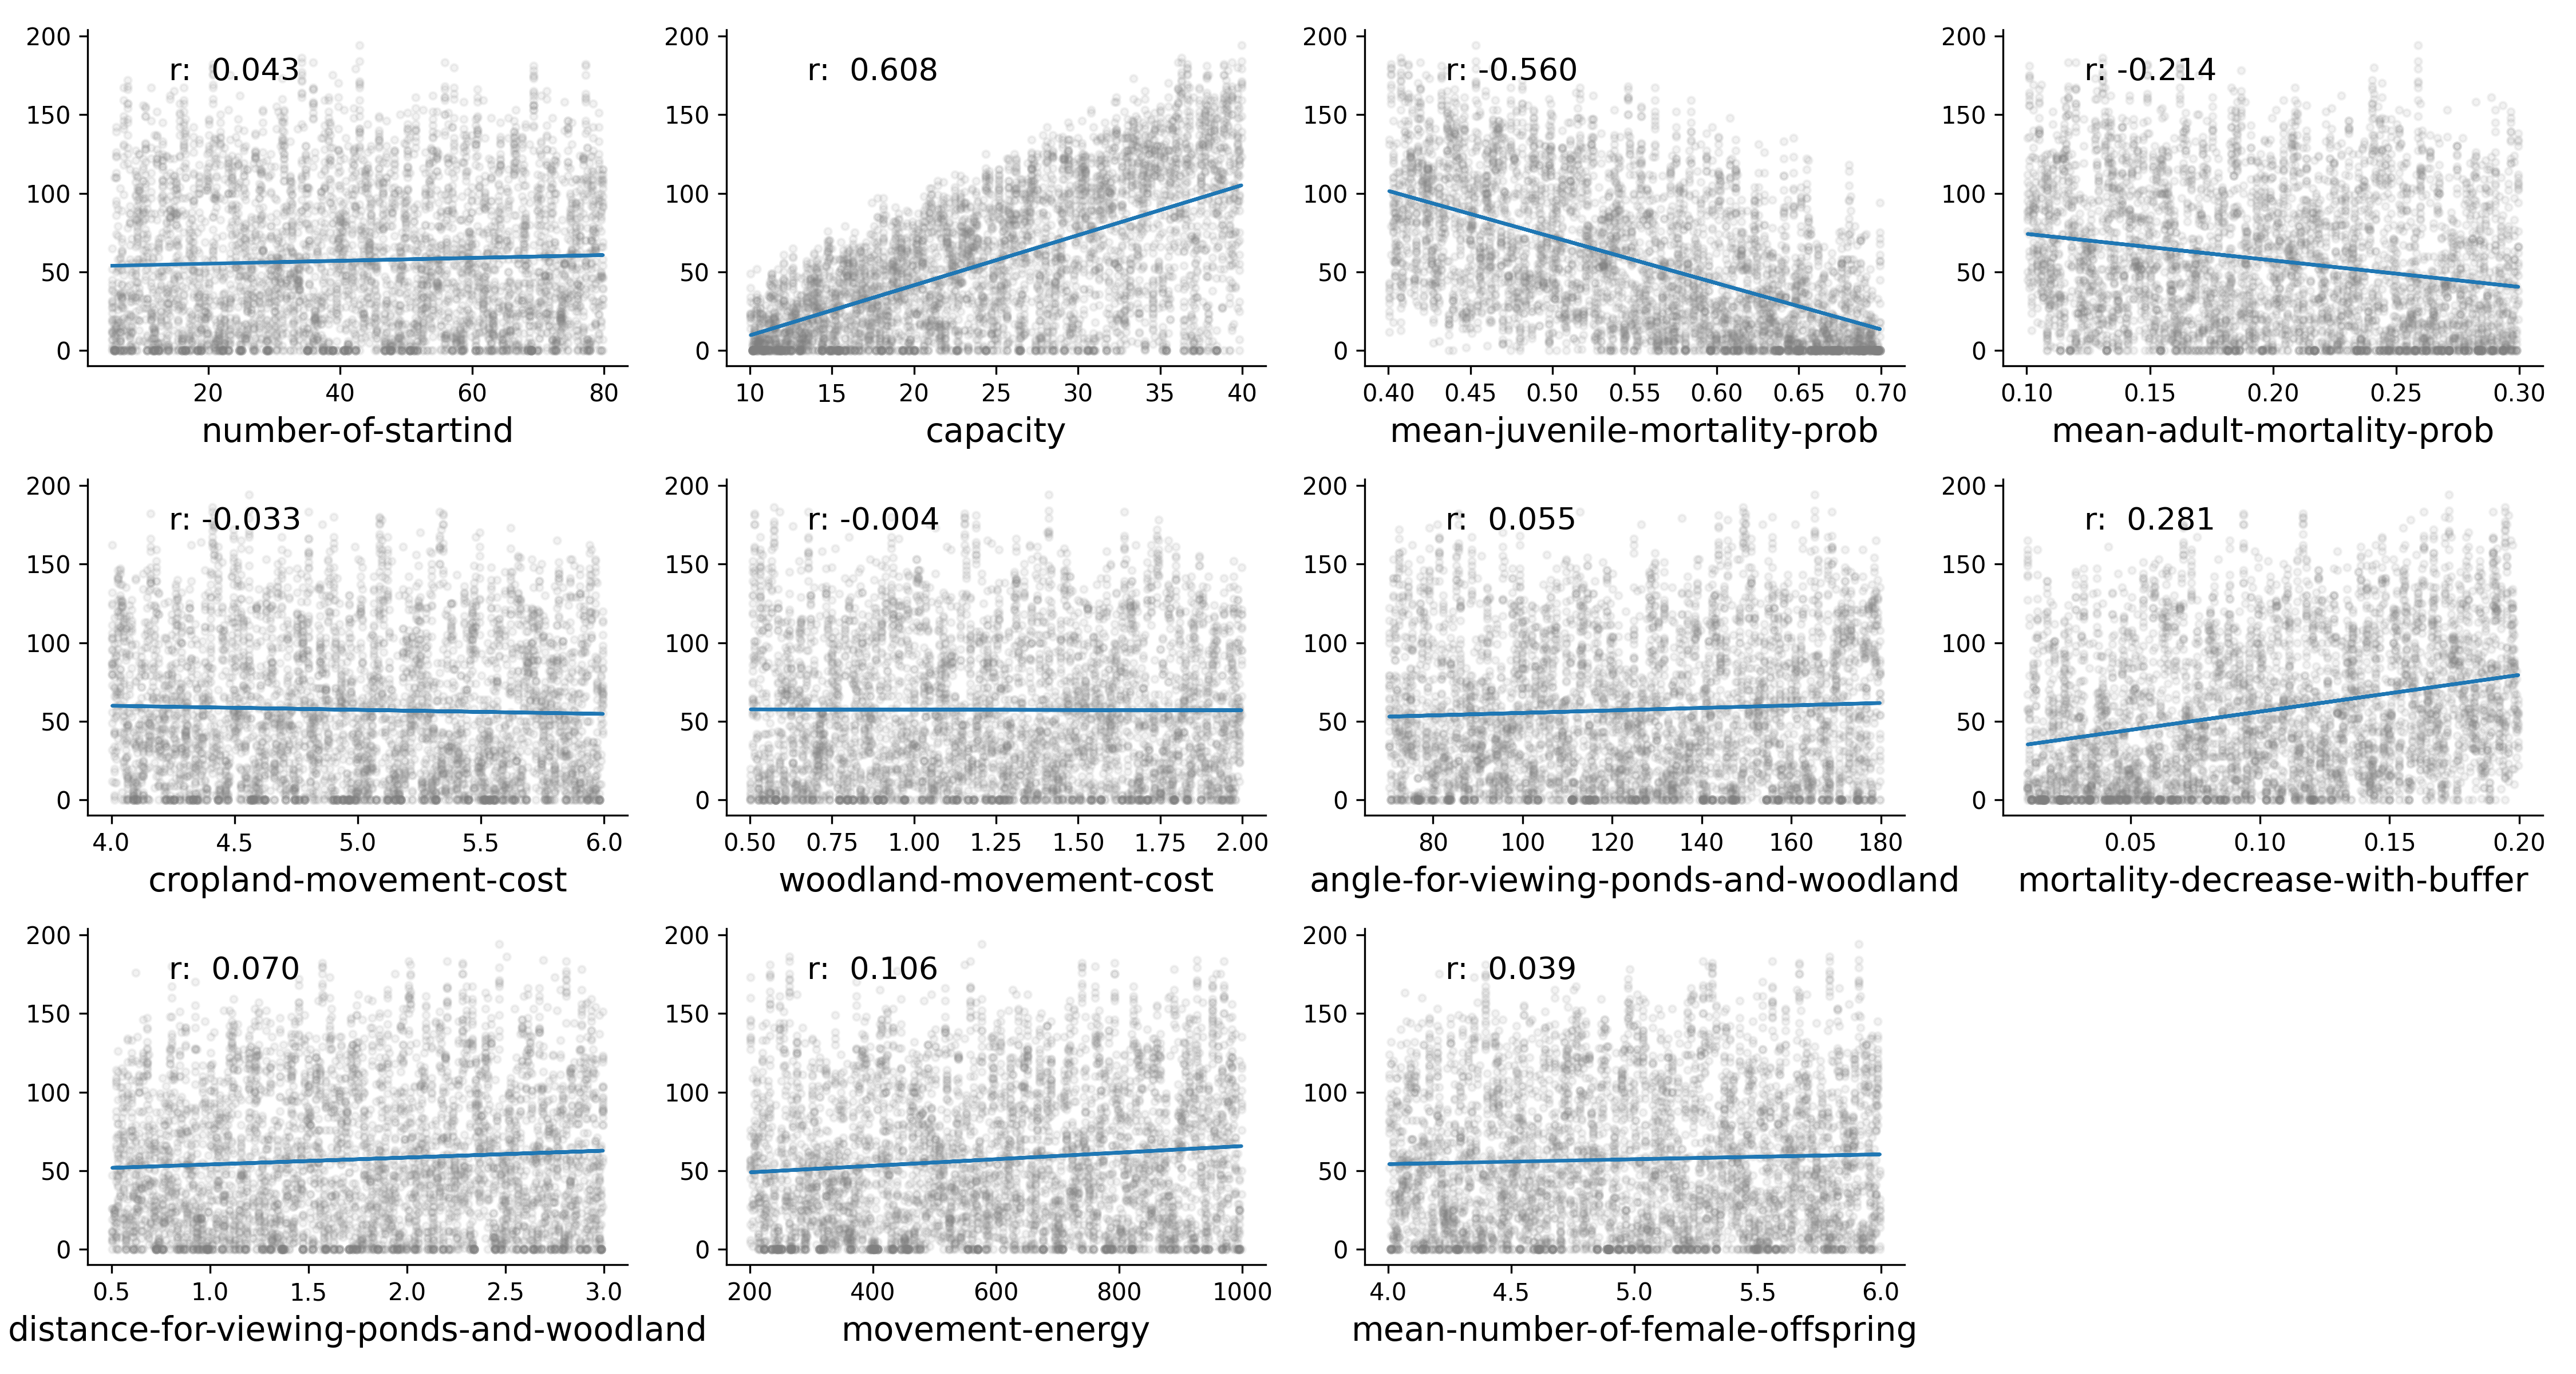 200
150
100
50
0
r: 0.043
20 40 60 80
number-of-startind
200
150
100
50
0
r: 0.608
10 15 20 25 30 35 40
capacity
200
150
100
50
0
r: -0.560
0.40 0.45 0.50 0.55 0.60 0.65 0.70
mean-juvenile-mortality-prob
200
150
100
50
0
r: -0.214
0.10 0.15 0.20 0.25 0.30
mean-adult-mortality-prob
200
150
100
50
0
r: -0.033
4.0 4.5 5.0 5.5 6.0
cropland-movement-cost
200
150
100
50
0
r: -0.004
0.50 0.75 1.00 1.25 1.50 1.75 2.00
woodland-movement-cost
200
150
100
50
0
r: 0.055
80 100 120 140 160 180
angle-for-viewing-ponds-and-woodland
200
150
100
50
0
r: 0.281
0.05 0.10 0.15 0.20
mortality-decrease-with-buffer
200
150
100
50
0
r: 0.070
0.5 1.0 1.5 2.0 2.5 3.0
distance-for-viewing-ponds-and-woodland
200
150
100
50
0
r: 0.106
200 400 600 800 1000
movement-energy
200
150
100
50
0
r: 0.039
4.0 4.5 5.0 5.5 6.0
mean-number-of-female-offspring